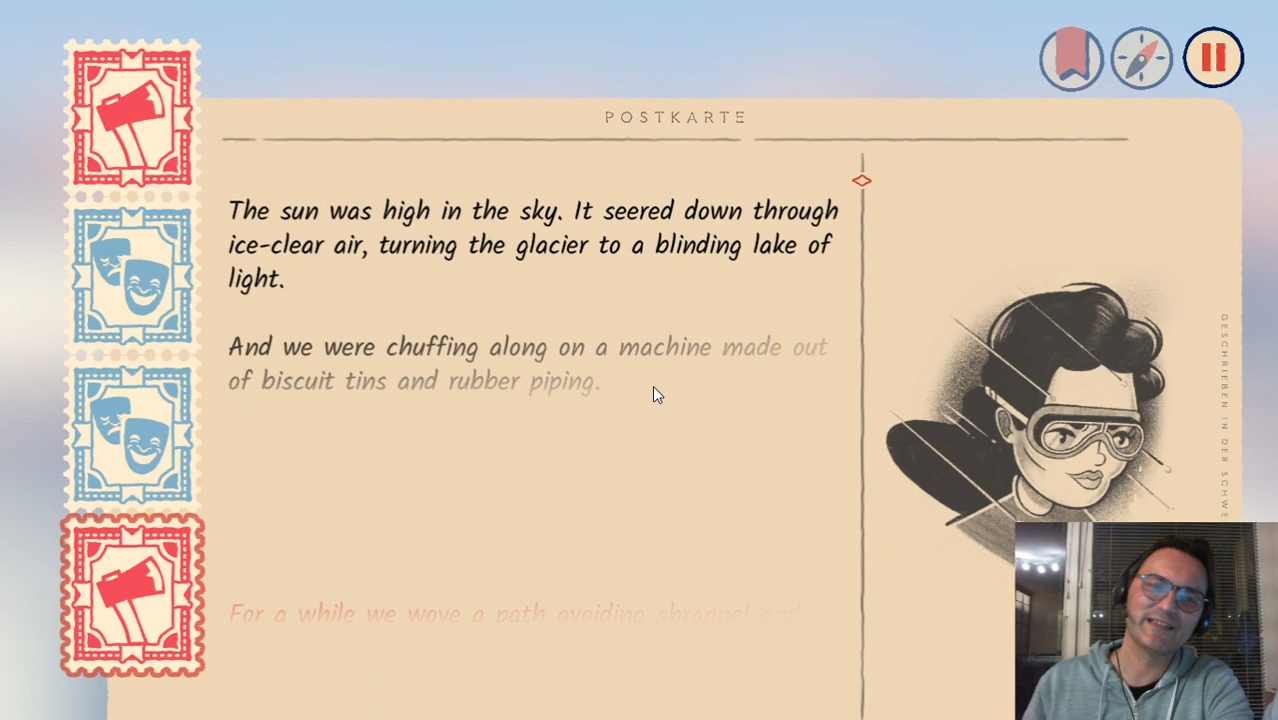 POSTKARTE
The sun was high in the sky. It seered down through
ice-clear air, turning the glacier to a blinding lake of
light.
And we were chuffing along on a machine made out
of biscuit tins and rubber piping.
For a while we wove a path avoiding shrapnel and
GESCHRIEBEN IN DER SCHWE